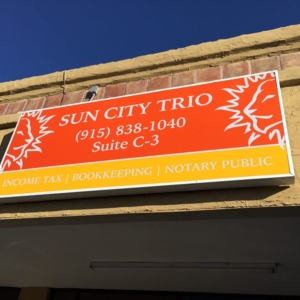 SUN CITY TRIO
(915) 838-1040
Suite C-3
INCOME TAX | BOOKKEEPING | NOTARY PUBLIC